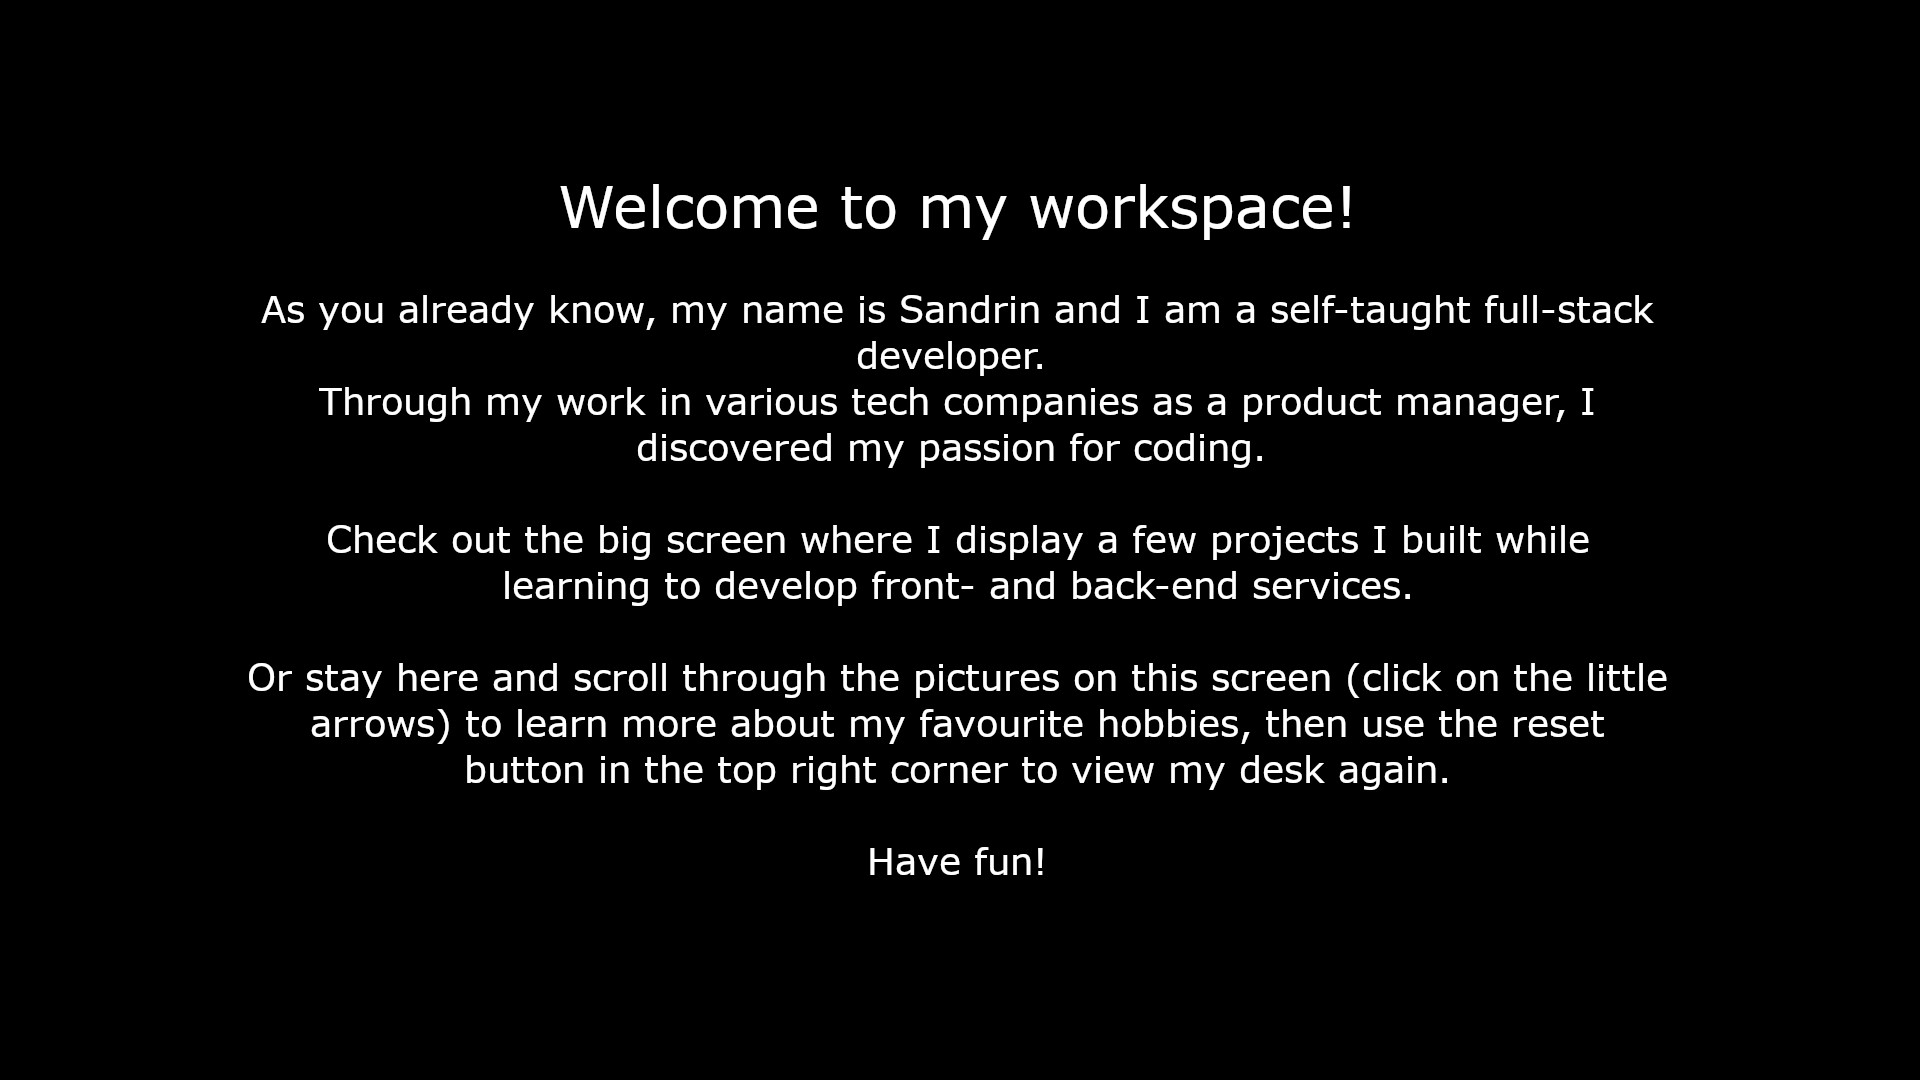 Welcome to my workspace!
As you already know, my name is Sandrin and I am a self-taught full-stack
developer.
Through my work in various tech companies as a product manager, I
discovered my passion for coding.
Check out the big screen where I display a few projects I built while
learning to develop front- and back-end services.
Or stay here and scroll through the pictures on this screen (click on the little
arrows) to learn more about my favourite hobbies, then use the reset
button in the top right corner to view my desk again.
Have fun!